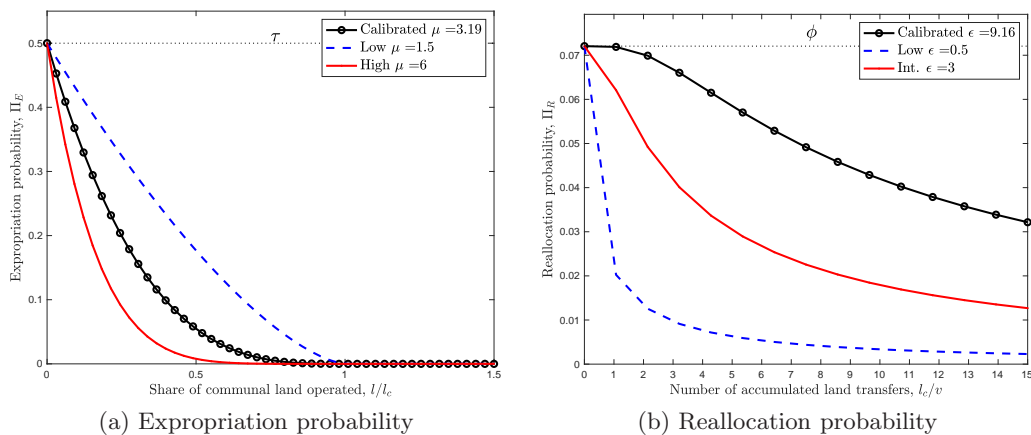 τ
Calibrated μ =3.19
Low μ =1.5
High μ =6
Expropriation probability, Π_E
0.5
0.4
0.3
0.2
0.1
0
0 0.5 1 1.5
Share of communal land operated, l/l_c
(a) Expropriation probability
ϕ
Calibrated ϵ =9.16
Low ϵ =0.5
Int. ϵ =3
Reallocation probability, Π_R
0.07
0.06
0.05
0.04
0.03
0.02
0.01
0
0 1 2 3 4 5 6 7 8 9 10 11 12 13 14 15
Number of accumulated land transfers, l_c/v
(b) Reallocation probability